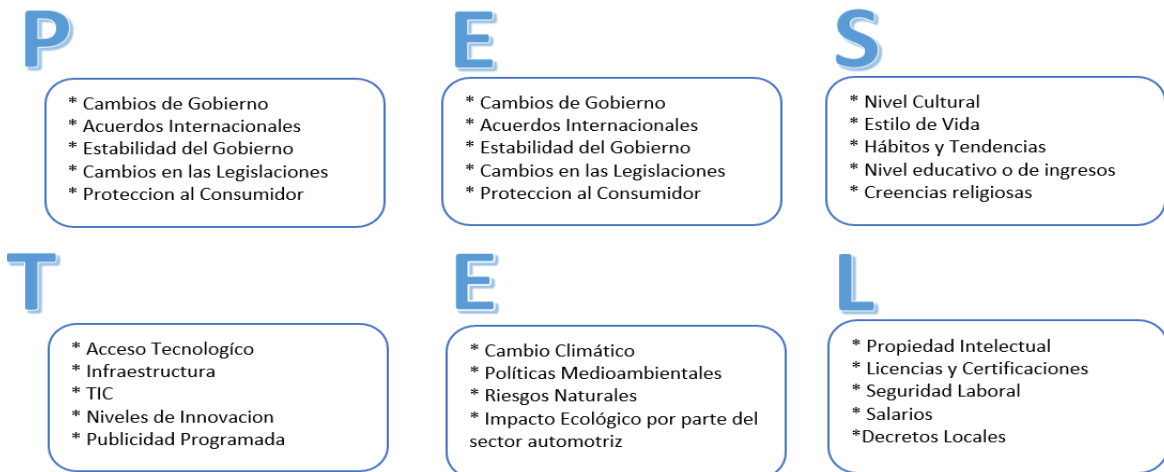 P
* Cambios de Gobierno
* Acuerdos Internacionales
* Estabilidad del Gobierno
* Cambios en las Legislaciones
* Proteccion al Consumidor
E
* Cambios de Gobierno
* Acuerdos Internacionales
* Estabilidad del Gobierno
* Cambios en las Legislaciones
* Proteccion al Consumidor
S
* Nivel Cultural
* Estilo de Vida
* Hábitos y Tendencias
* Nivel educativo o de ingresos
* Creencias religiosas
T
* Acceso Tecnologíco
* Infraestructura
* TIC
* Niveles de Innovacion
* Publicidad Programada
E
* Cambio Climático
* Políticas Medioambientales
* Riesgos Naturales
* Impacto Ecológico por parte del
sector automotriz
L
* Propiedad Intelectual
* Licencias y Certificaciones
* Seguridad Laboral
* Salarios
*Decretos Locales